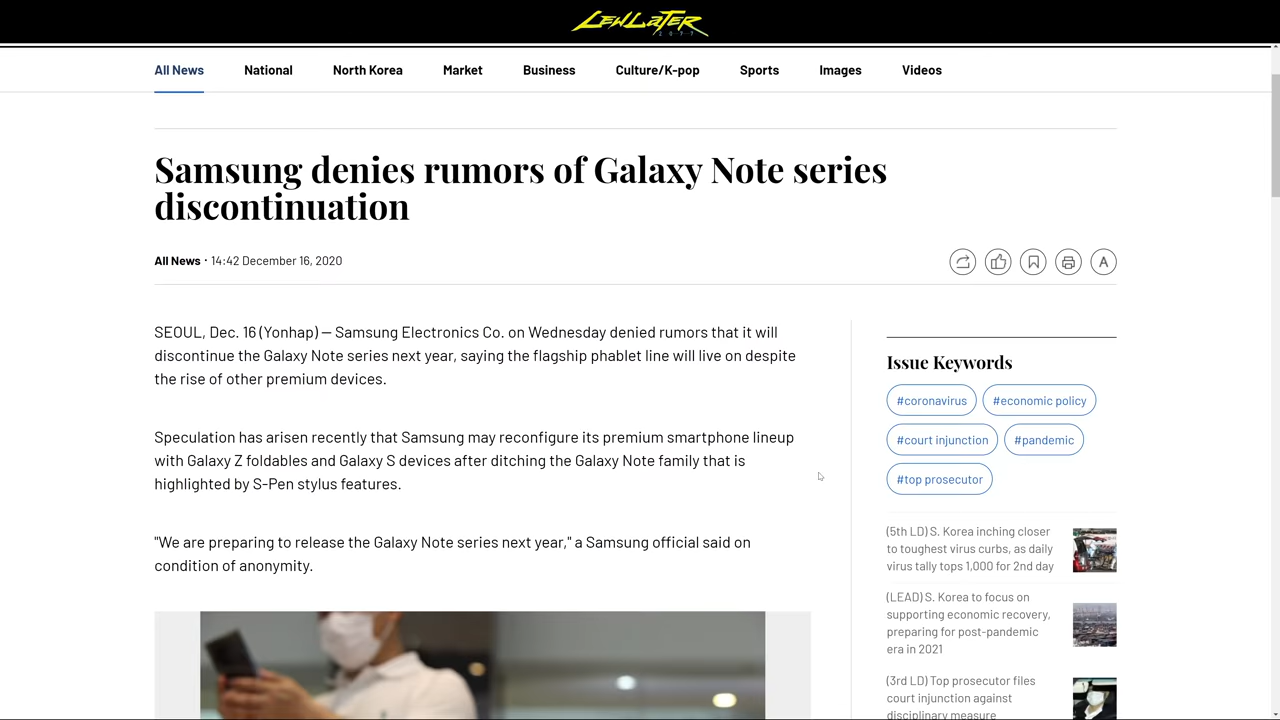 LEWLATER
2077
All News National North Korea Market Business Culture/K-pop Sports Images Videos
Samsung denies rumors of Galaxy Note series
discontinuation
All News · 14:42 December 16, 2020
A
SEOUL, Dec. 16 (Yonhap) — Samsung Electronics Co. on Wednesday denied rumors that it will
discontinue the Galaxy Note series next year, saying the flagship phablet line will live on despite
the rise of other premium devices.
Speculation has arisen recently that Samsung may reconfigure its premium smartphone lineup
with Galaxy Z foldables and Galaxy S devices after ditching the Galaxy Note family that is
highlighted by S-Pen stylus features.
"We are preparing to release the Galaxy Note series next year," a Samsung official said on
condition of anonymity.
Issue Keywords
#coronavirus #economic policy
#court injunction #pandemic
#top prosecutor
(5th LD) S. Korea inching closer
to toughest virus curbs, as daily
virus tally tops 1,000 for 2nd day
(LEAD) S. Korea to focus on
supporting economic recovery,
preparing for post-pandemic
era in 2021
(3rd LD) Top prosecutor files
court injunction against
disciplinary measure